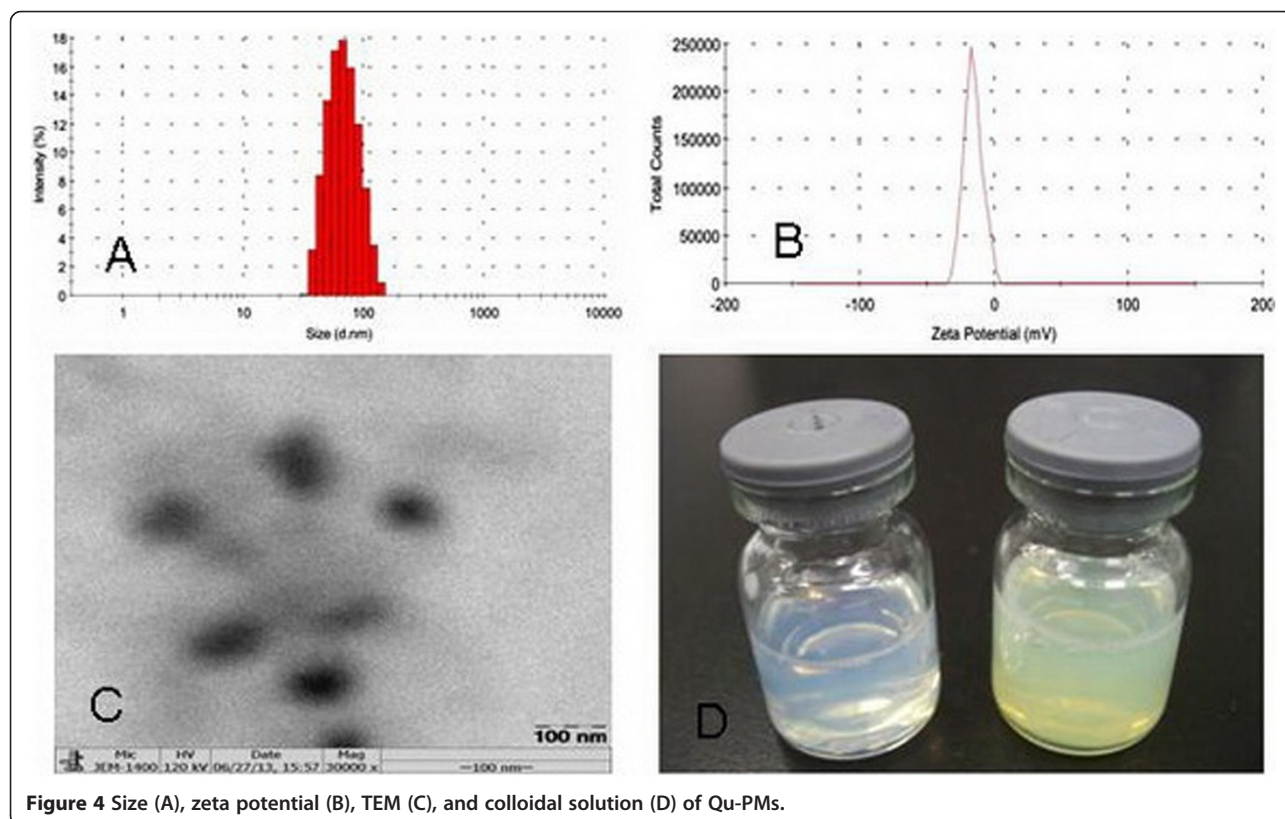 18
16
14
12
10
8
6
4
2
0
Intensity (%)
A
1 10 100 1000 10000
Size (d.nm)
250000
200000
150000
100000
50000
0
Total Counts
B
-200 -100 0 100 200
Zeta Potential (mV)
C
100 nm
Mic HV Date Mag
JEM-1400 120 kV 06/27/13, 15:57 30000 x —100 nm—
D
Figure 4 Size (A), zeta potential (B), TEM (C), and colloidal solution (D) of Qu-PMs.